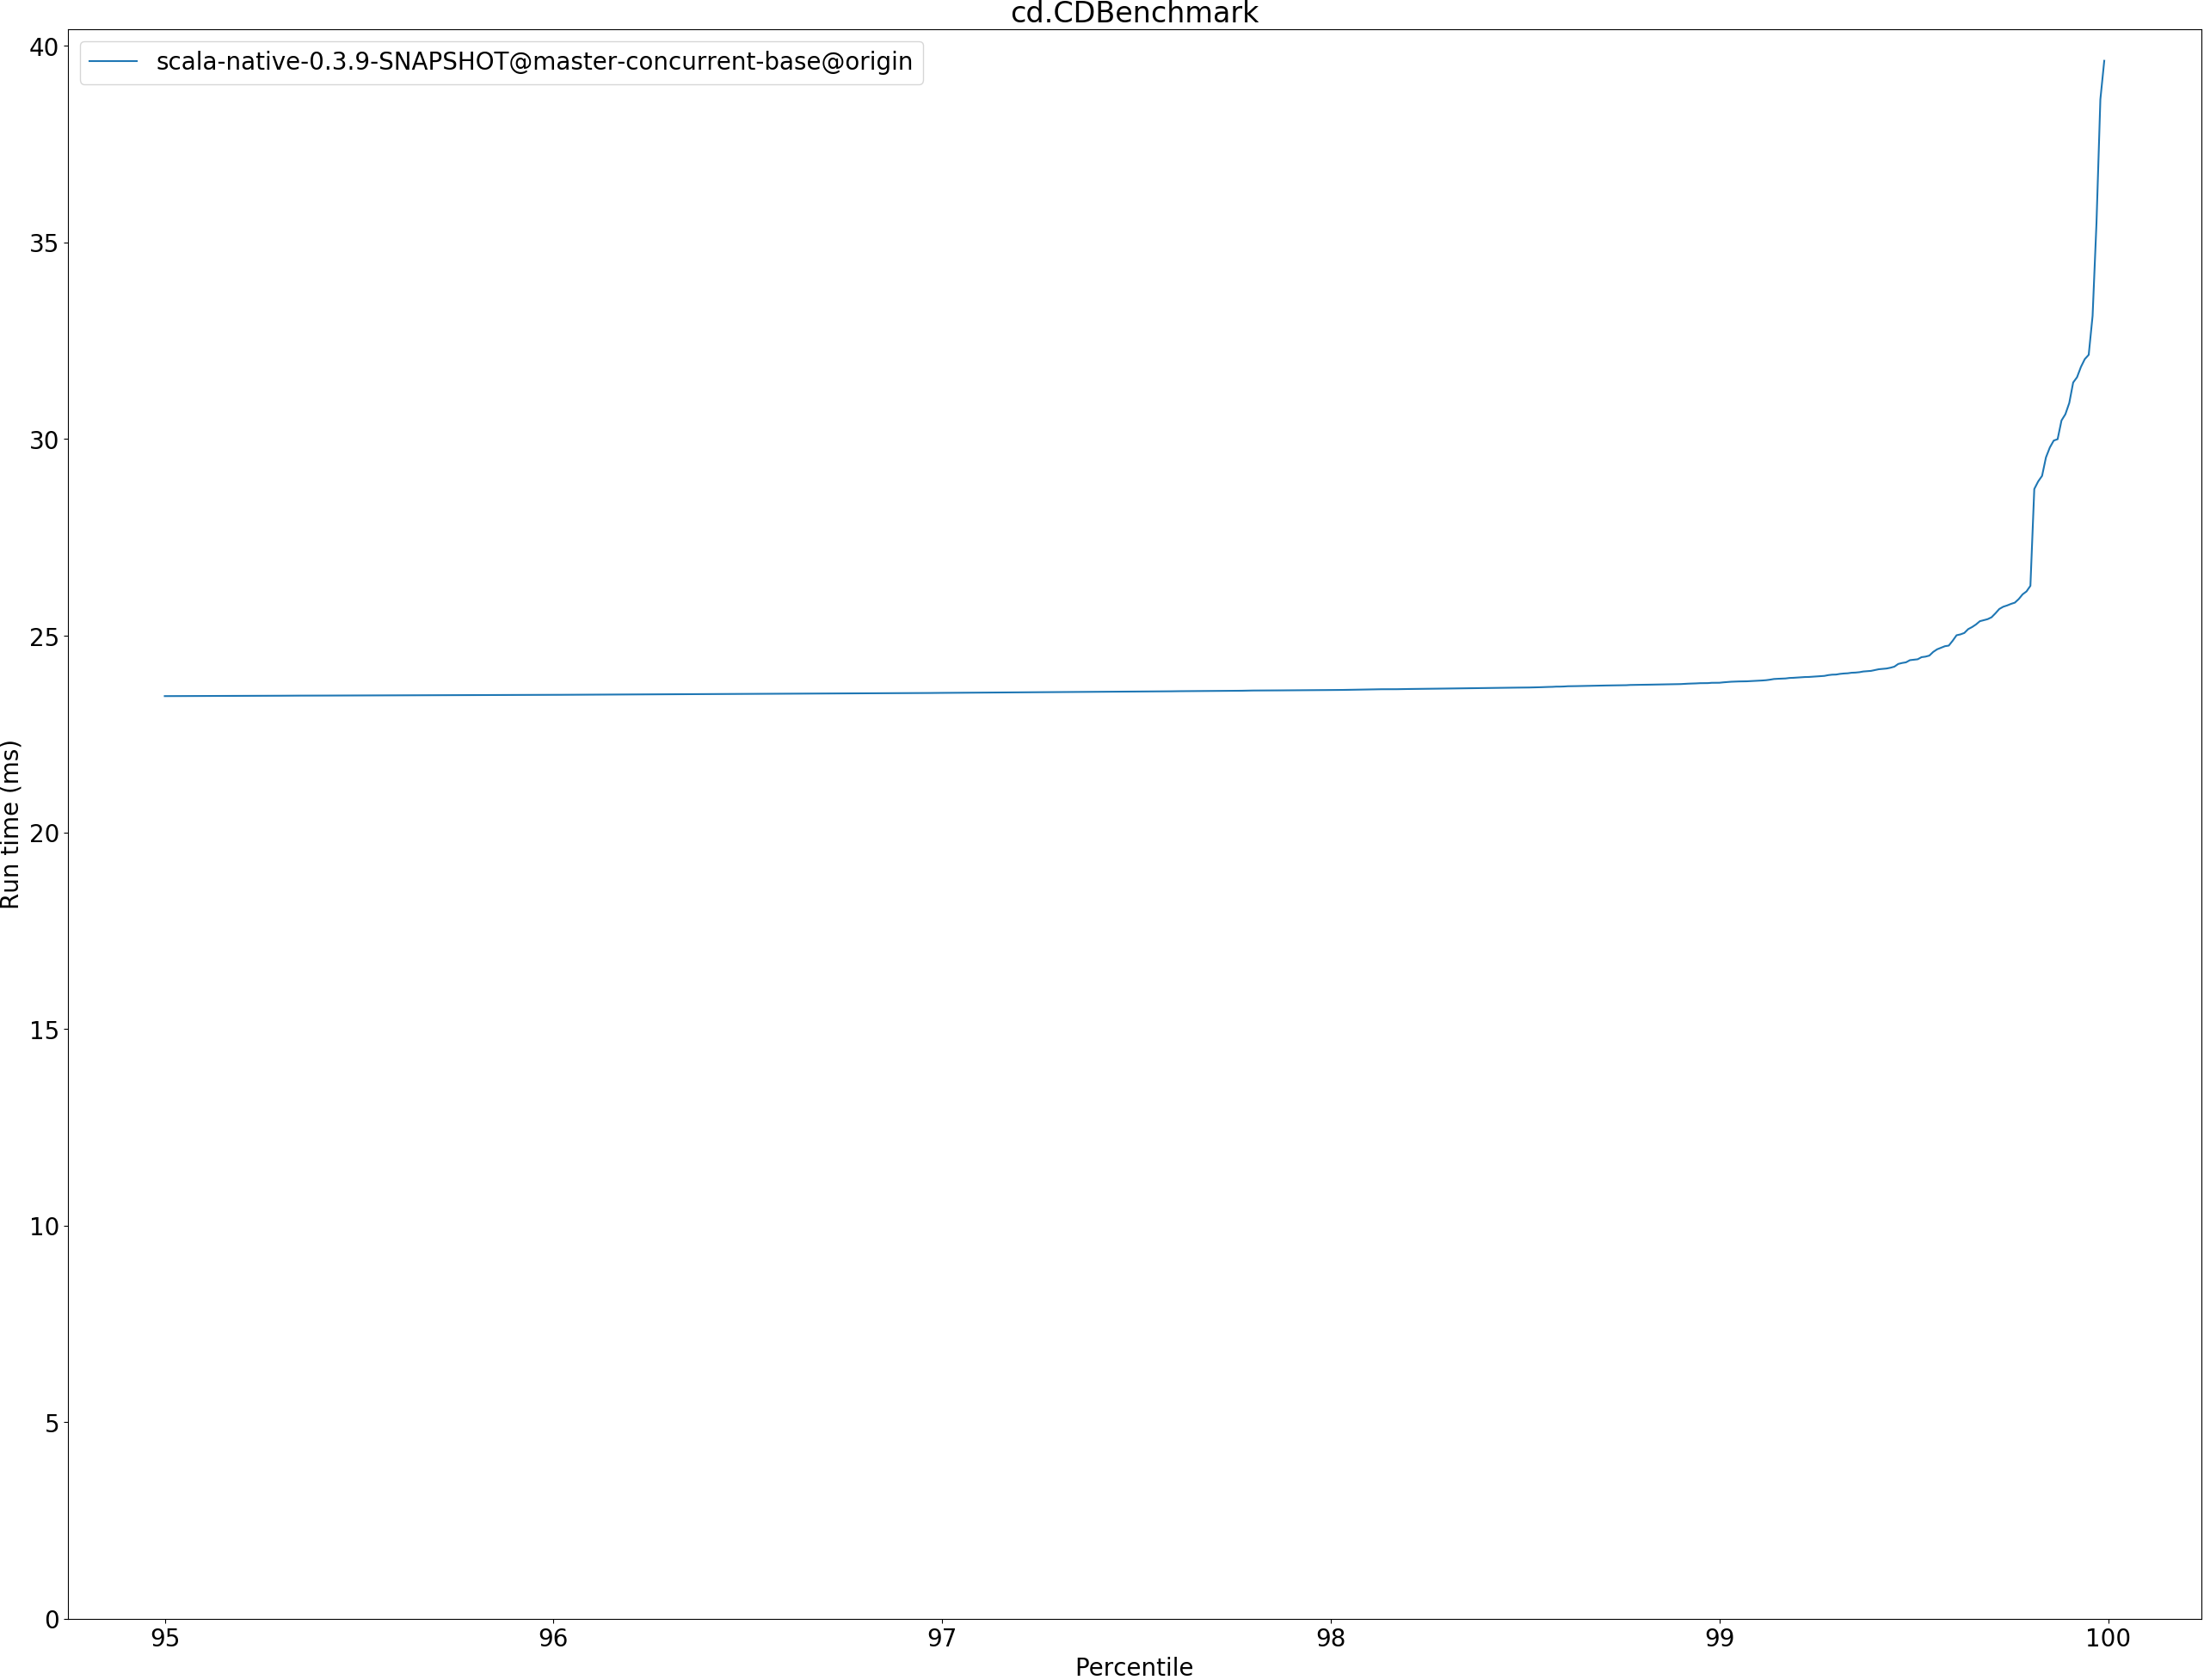 cd.CDBenchmark
scala-native-0.3.9-SNAPSHOT@master-concurrent-base@origin
40
35
30
25
20
15
10
5
0
Run time (ms)
95 96 97 98 99 100
Percentile